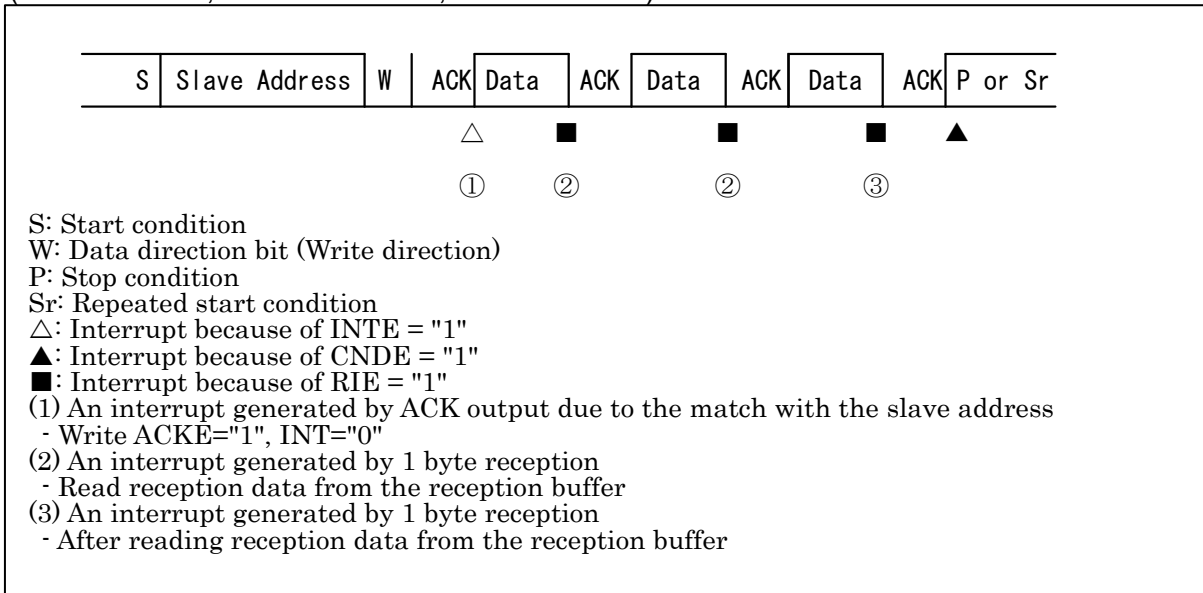 S Slave Address W ACK Data ACK Data ACK Data ACK P or Sr
△ ■ ■ ■ ▲
① ② ② ③
S: Start condition
W: Data direction bit (Write direction)
P: Stop condition
Sr: Repeated start condition
△: Interrupt because of INTE = "1"
▲: Interrupt because of CNDE = "1"
■: Interrupt because of RIE = "1"
(1) An interrupt generated by ACK output due to the match with the slave address
- Write ACKE="1", INT="0"
(2) An interrupt generated by 1 byte reception
- Read reception data from the reception buffer
(3) An interrupt generated by 1 byte reception
- After reading reception data from the reception buffer